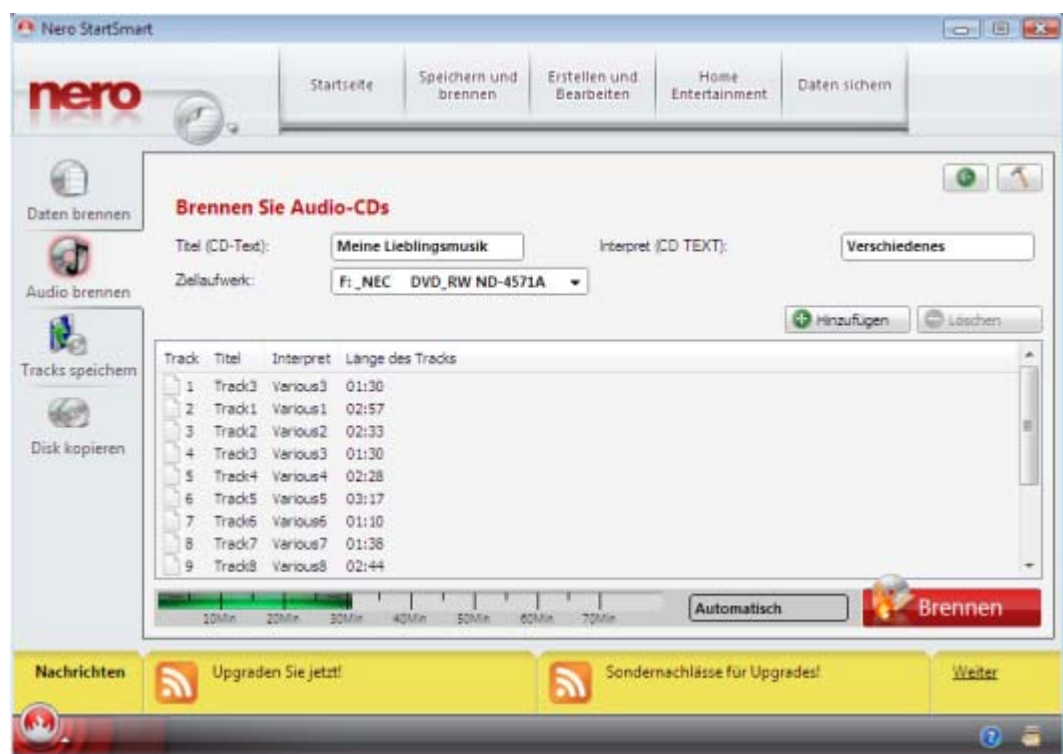 Nero StartSmart
nero
Startseite
Speichern und brennen
Erstellen und Bearbeiten
Home Entertainment
Daten sichern
Daten brennen
Audio brennen
Tracks speichern
Disk kopieren
Brennen Sie Audio-CDs
Titel (CD-Text): Meine Lieblingsmusik Interpret (CD TEXT): Verschiedenes
Ziellaufwerk: F: _NEC DVD_RW ND-4571A
Hinzufügen Löschen
Track Titel Interpret Länge des Tracks
1 Track3 Various3 01:30
2 Track1 Various1 02:57
3 Track2 Various2 02:33
4 Track3 Various3 01:30
5 Track4 Various4 02:28
6 Track5 Various5 03:17
7 Track6 Various6 01:10
8 Track7 Various7 01:38
9 Track8 Various8 02:44
10Min 20Min 30Min 40Min 50Min 60Min 70Min
Automatisch
Brennen
Nachrichten Upgraden Sie jetzt! Sondernachlässe für Upgrades! Weiter